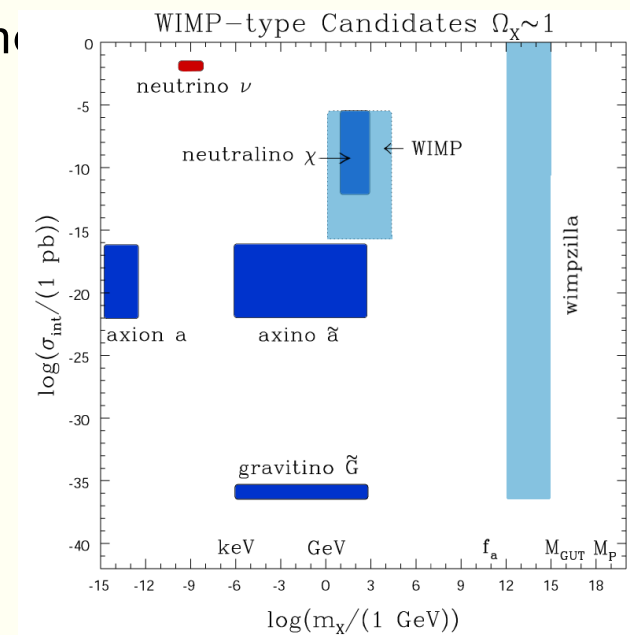 WIMP-type Candidates Ω_X~1
0
neutrino ν
-5
neutralino χ
WIMP
-10
-15
wimpzilla
-20
axion a
axino ã
-25
-30
gravitino G̃
-35
keV GeV f_a M_GUT M_P
-40
-15 -12 -9 -6 -3 0 3 6 9 12 15 18
log(m_X/(1 GeV))
log(σ_int/(1 pb))